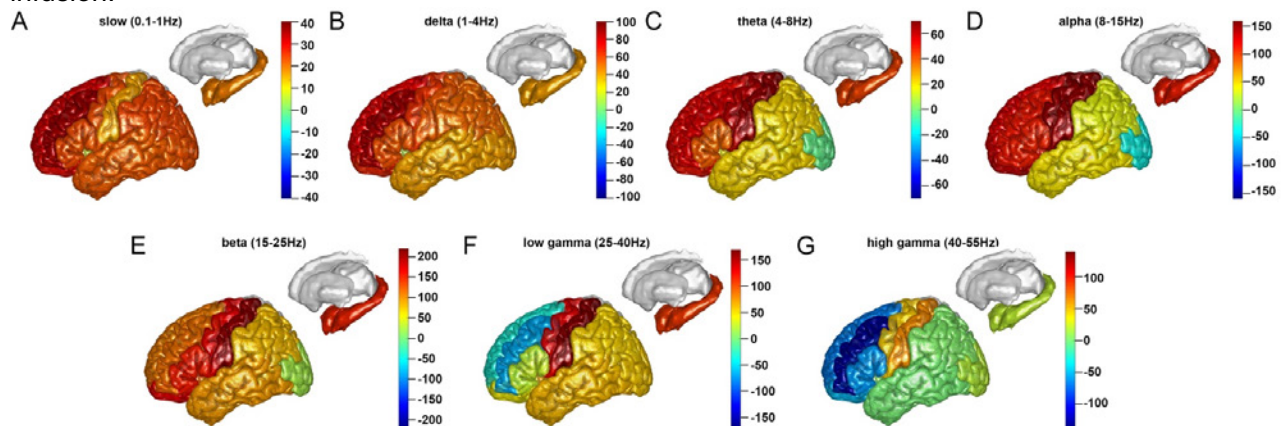 infusion.
A slow (0.1-1Hz) 40 30 20 10 0 -10 -20 -30 -40
B delta (1-4Hz) 100 80 60 40 20 0 -20 -40 -60 -80 -100
C theta (4-8Hz) 60 40 20 0 -20 -40 -60
D alpha (8-15Hz) 150 100 50 0 -50 -100 -150
E beta (15-25Hz) 200 150 100 50 0 -50 -100 -150 -200
F low gamma (25-40Hz) 150 100 50 0 -50 -100 -150
G high gamma (40-55Hz) 100 50 0 -50 -100